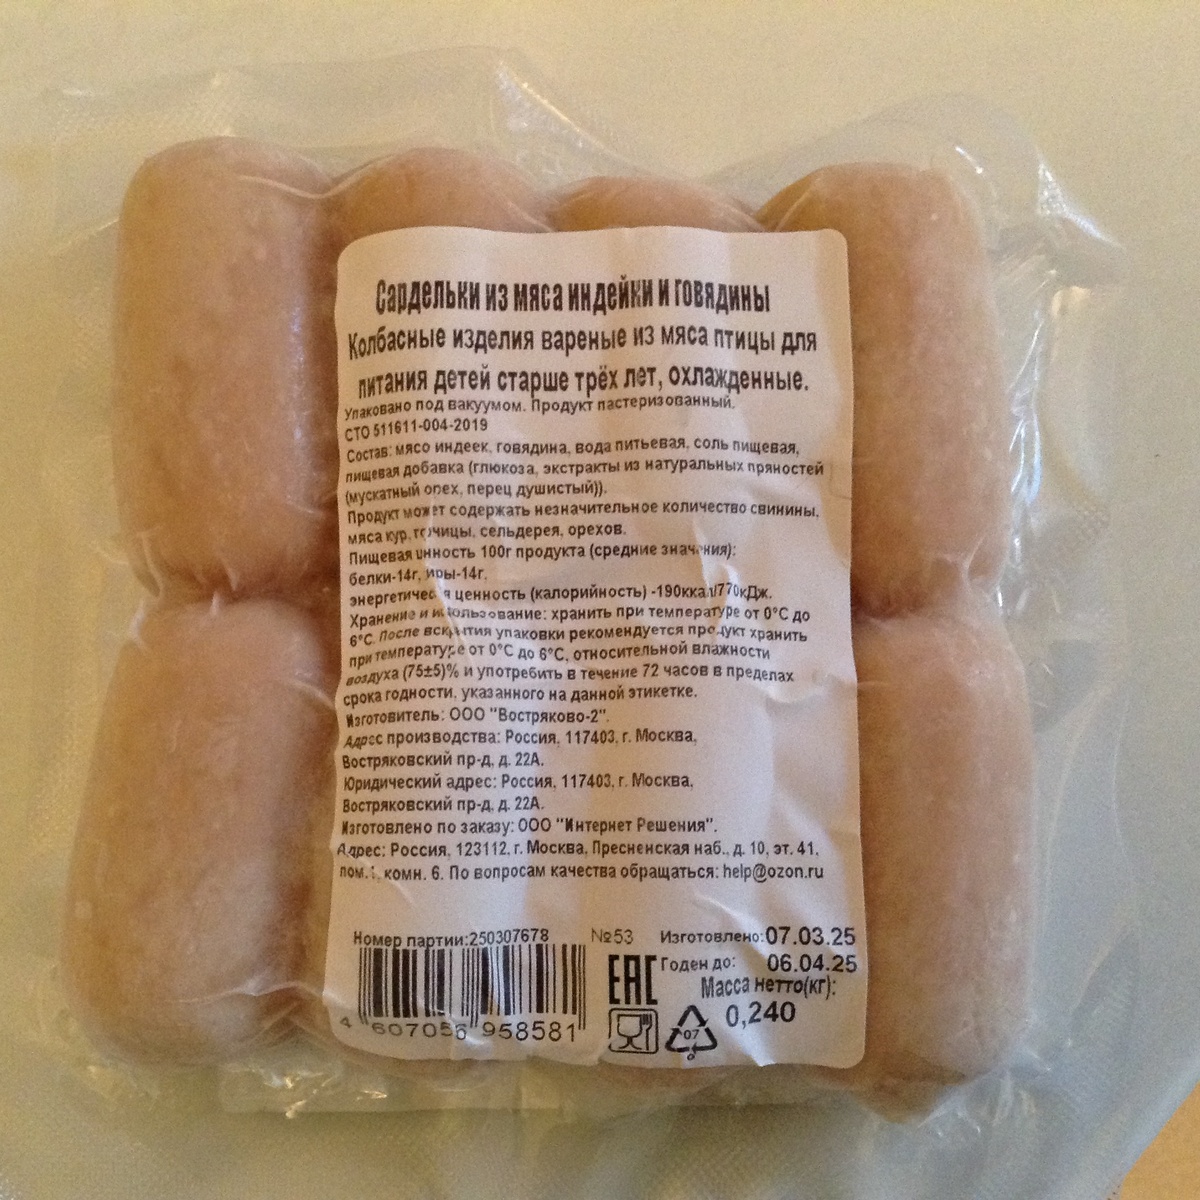 Сардельки из мяса индейки и говядины
Колбасные изделия вареные из мяса птицы для
питания детей старше трёх лет, охлажденные.
Упаковано под вакуумом. Продукт пастеризованный.
СТО 511611-004-2019
Состав: мясо индеек, говядина, вода питьевая, соль пищевая,
пищевая добавка (глюкоза, экстракты из натуральных пряностей
(мускатный орех, перец душистый)).
Продукт может содержать незначительное количество свинины,
мяса кур, горчицы, сельдерея, орехов.
Пищевая ценность 100г продукта (средние значения):
белки-14г, жиры-14г.
энергетическая ценность (калорийность) -190ккал/770кДж.
Хранение и использование: хранить при температуре от 0°С до
6°С. После вскрытия упаковки рекомендуется продукт хранить
при температуре от 0°С до 6°С, относительной влажности
воздуха (75±5)% и употребить в течение 72 часов в пределах
срока годности, указанного на данной этикетке.
Изготовитель: ООО "Востряково-2".
Адрес производства: Россия, 117403, г. Москва,
Востряковский пр-д, д. 22А.
Юридический адрес: Россия, 117403, г. Москва,
Востряковский пр-д, д. 22А.
Изготовлено по заказу: ООО "Интернет Решения".
Адрес: Россия, 123112, г. Москва, Пресненская наб., д. 10, эт. 41,
комн. 6. По вопросам качества обращаться: help@ozon.ru
Номер партии:250307678 №53 Изготовлено:07.03.25
EAC Годен до: 06.04.25
Масса нетто(кг):
0,240
4 607056 958581
07